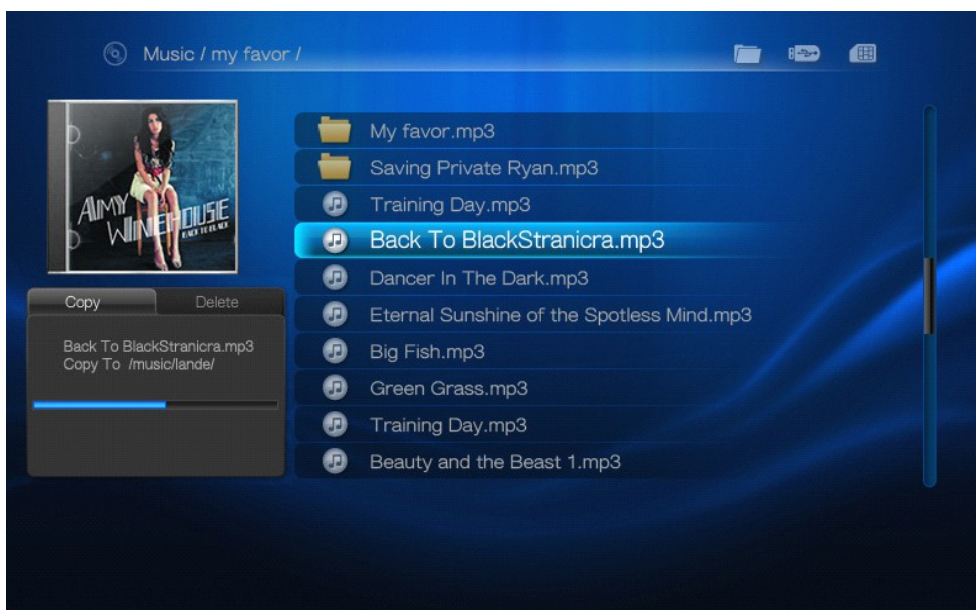 Music / my favor /
My favor.mp3
Saving Private Ryan.mp3
Training Day.mp3
Back To BlackStranicra.mp3
Dancer In The Dark.mp3
Eternal Sunshine of the Spotless Mind.mp3
Big Fish.mp3
Green Grass.mp3
Training Day.mp3
Beauty and the Beast 1.mp3
AMY
WINEHOUSE
BACK TO BLACK
Copy Delete
Back To BlackStranicra.mp3
Copy To /music/lande/